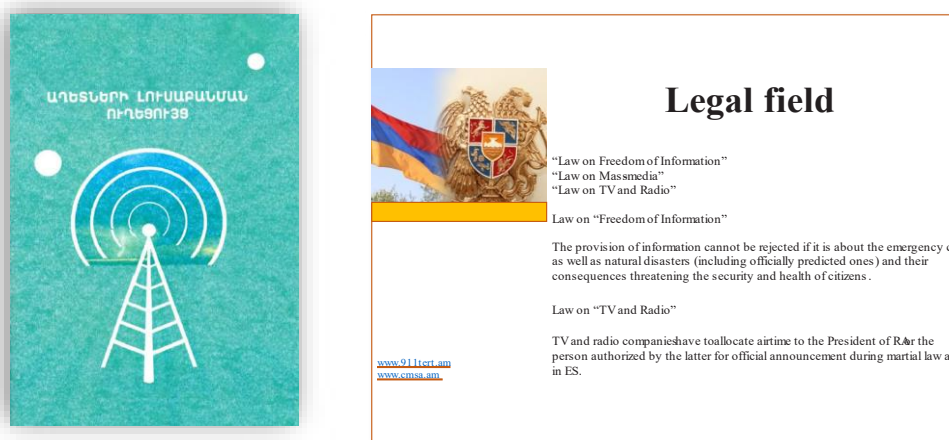 ԱՂԵՏՆԵՐԻ ԼՈՒՍԱԲԱՆՄԱՆ
ՈՒՂԵՑՈՒՅՑ
Legal field
“Law on Freedom of Information”
“Law on Massmedia”
“Law on TV and Radio”
Law on “Freedom of Information”
The provision of information cannot be rejected if it is about the emergency
as well as natural disasters (including officially predicted ones) and their
consequences threatening the security and health of citizens.
Law on “TV and Radio”
TV and radio companies have to allocate airtime to the President of RA or the
person authorized by the latter for official announcement during martial law
in ES.
www.911tert.am
www.cmsa.am